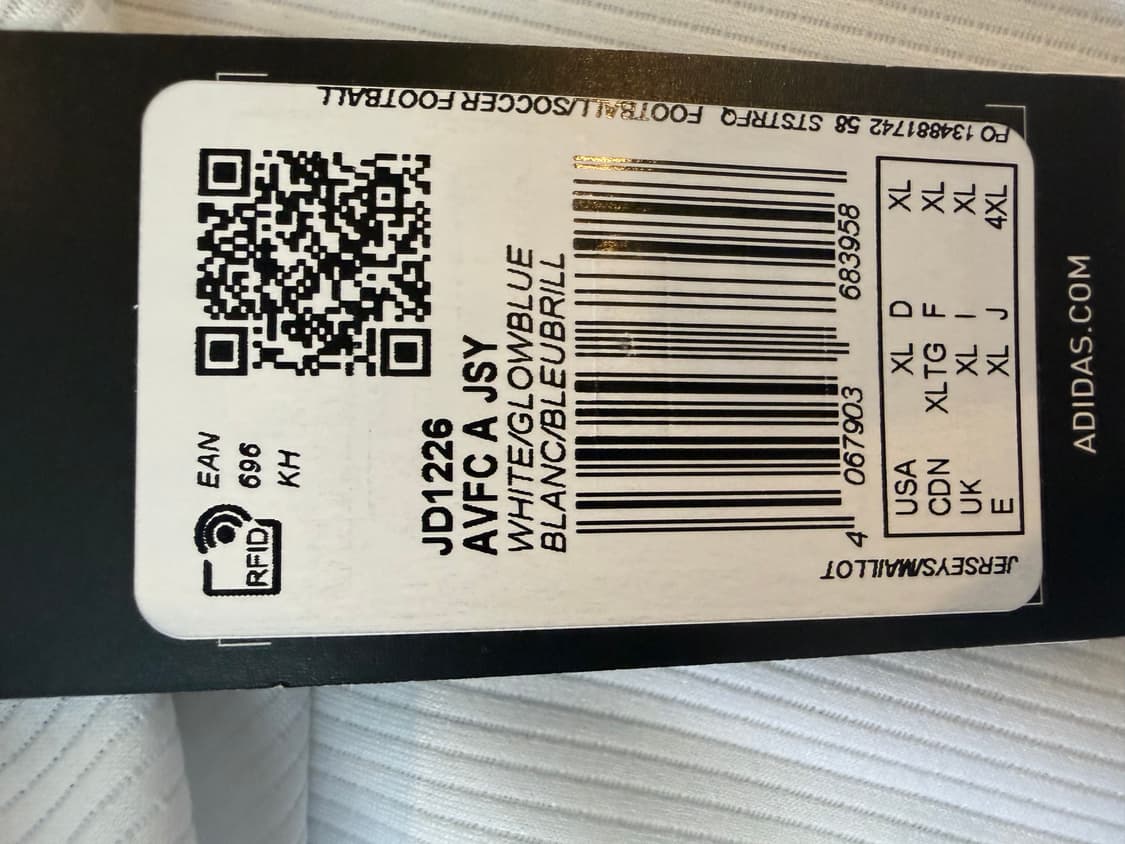 PO 134881742 58 STSTRFQ FOOTBALL/SOCCER FOOTBALL
RFID
EAN
696
KH
JD1226
AVFC A JSY
WHITE/GLOWBLUE
BLANC/BLEUBRILL
4 067903 683958
USA XL D XL
CDN XLTG F XL
UK XL I XL
E XL J 4XL
JERSEYS/MAILLOT
ADIDAS.COM